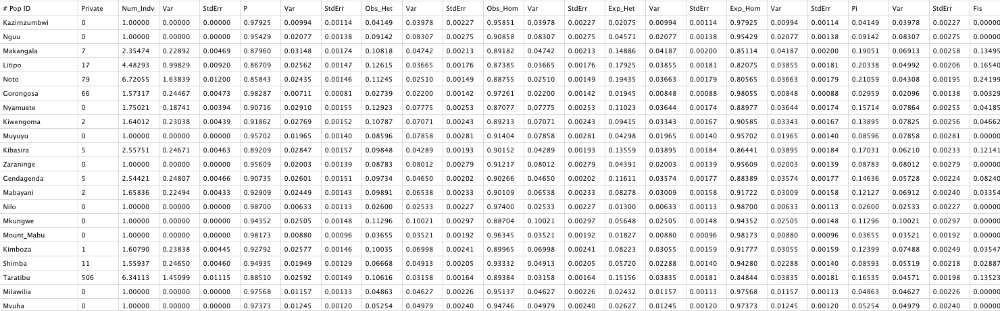 # Pop ID Private Num_Indv Var StdErr P Var StdErr Obs_Het Var StdErr Obs_Hom Var StdErr Exp_Het Var StdErr Exp_Hom Var StdErr Pi Var StdErr Fis
Kazimzumbwi 0 1.00000 0.00000 0.00000 0.97925 0.00994 0.00114 0.04149 0.03978 0.00227 0.95851 0.03978 0.00227 0.02075 0.00994 0.00114 0.97925 0.00994 0.00114 0.04149 0.03978 0.00227 0.0000
Nguu 0 1.00000 0.00000 0.00000 0.95429 0.02077 0.00138 0.09142 0.08307 0.00275 0.90858 0.08307 0.00275 0.04571 0.02077 0.00138 0.95429 0.02077 0.00138 0.09142 0.08307 0.00275 0.0000
Makangala 7 2.35474 0.22892 0.00469 0.87960 0.03148 0.00174 0.10818 0.04742 0.00213 0.89182 0.04742 0.00213 0.14886 0.04187 0.00200 0.85114 0.04187 0.00200 0.19051 0.06913 0.00258 0.13495
Litipo 17 4.48293 0.99829 0.00920 0.86709 0.02562 0.00147 0.12615 0.03665 0.00176 0.87385 0.03665 0.00176 0.17925 0.03855 0.00181 0.82075 0.03855 0.00181 0.20338 0.04992 0.00206 0.16540
Noto 79 6.72055 1.63839 0.01200 0.85843 0.02435 0.00146 0.11245 0.02510 0.00149 0.88755 0.02510 0.00149 0.19435 0.03663 0.00179 0.80565 0.03663 0.00179 0.21059 0.04308 0.00195 0.24199
Gorongosa 66 1.57317 0.24467 0.00473 0.98287 0.00711 0.00081 0.02739 0.02200 0.00142 0.97261 0.02200 0.00142 0.01945 0.00848 0.00088 0.98055 0.00848 0.00088 0.02959 0.02096 0.00138 0.00329
Nyamuete 0 1.75021 0.18741 0.00394 0.90716 0.02910 0.00155 0.12923 0.07775 0.00253 0.87077 0.07775 0.00253 0.11023 0.03644 0.00174 0.88977 0.03644 0.00174 0.15714 0.07864 0.00255 0.04185
Kiwengoma 2 1.64012 0.23038 0.00439 0.91862 0.02769 0.00152 0.10787 0.07071 0.00243 0.89213 0.07071 0.00243 0.09415 0.03343 0.00167 0.90585 0.03343 0.00167 0.13895 0.07825 0.00256 0.04662
Muyuyu 0 1.00000 0.00000 0.00000 0.95702 0.01965 0.00140 0.08596 0.07858 0.00281 0.91404 0.07858 0.00281 0.04298 0.01965 0.00140 0.95702 0.01965 0.00140 0.08596 0.07858 0.00281 0.0000
Kibasira 5 2.55751 0.24671 0.00463 0.89209 0.02847 0.00157 0.09848 0.04289 0.00193 0.90152 0.04289 0.00193 0.13559 0.03895 0.00184 0.86441 0.03895 0.00184 0.17031 0.06210 0.00233 0.12141
Zaraninge 0 1.00000 0.00000 0.00000 0.95609 0.02003 0.00139 0.08783 0.08012 0.00279 0.91217 0.08012 0.00279 0.04391 0.02003 0.00139 0.95609 0.02003 0.00139 0.08783 0.08012 0.00279 0.0000
Gendagenda 5 2.54421 0.24807 0.00466 0.90735 0.02601 0.00151 0.09734 0.04650 0.00202 0.90266 0.04650 0.00202 0.11611 0.03574 0.00177 0.88389 0.03574 0.00177 0.14636 0.05728 0.00224 0.08240
Mabayani 2 1.65836 0.22494 0.00433 0.92909 0.02449 0.00143 0.09891 0.06538 0.00233 0.90109 0.06538 0.00233 0.08278 0.03009 0.00158 0.91722 0.03009 0.00158 0.12127 0.06912 0.00240 0.03354
Nilo 0 1.00000 0.00000 0.00000 0.98700 0.00633 0.00113 0.02600 0.02533 0.00227 0.97400 0.02533 0.00227 0.01300 0.00633 0.00113 0.98700 0.00633 0.00113 0.02600 0.02533 0.00227 0.0000
Mkungwe 0 1.00000 0.00000 0.00000 0.94352 0.02505 0.00148 0.11296 0.10021 0.00297 0.88704 0.10021 0.00297 0.05648 0.02505 0.00148 0.94352 0.02505 0.00148 0.11296 0.10021 0.00297 0.0000
Mount_Mabu 0 1.00000 0.00000 0.00000 0.98173 0.00880 0.00096 0.03655 0.03521 0.00192 0.96345 0.03521 0.00192 0.01827 0.00880 0.00096 0.98173 0.00880 0.00096 0.03655 0.03521 0.00192 0.0000
Kimboza 1 1.60790 0.23838 0.00445 0.92792 0.02577 0.00146 0.10035 0.06998 0.00241 0.89965 0.06998 0.00241 0.08223 0.03055 0.00159 0.91777 0.03055 0.00159 0.12399 0.07488 0.00249 0.03547
Shimba 11 1.55937 0.24650 0.00460 0.94935 0.01949 0.00129 0.06668 0.04913 0.00205 0.93332 0.04913 0.00205 0.05720 0.02288 0.00140 0.94280 0.02288 0.00140 0.08593 0.05519 0.00218 0.02887
Taratibu 506 6.34113 1.45099 0.01115 0.88510 0.02592 0.00149 0.10616 0.03158 0.00164 0.89384 0.03158 0.00164 0.15156 0.03835 0.00181 0.84844 0.03835 0.00181 0.16535 0.04571 0.00198 0.13523
Milawilia 0 1.00000 0.00000 0.00000 0.97568 0.01157 0.00113 0.04863 0.04627 0.00226 0.95137 0.04627 0.00226 0.02432 0.01157 0.00113 0.97568 0.01157 0.00113 0.04863 0.04627 0.00226 0.0000
Mvuha 0 1.00000 0.00000 0.00000 0.97373 0.01245 0.00120 0.05254 0.04979 0.00240 0.94746 0.04979 0.00240 0.02627 0.01245 0.00120 0.97373 0.01245 0.00120 0.05254 0.04979 0.00240 0.0000